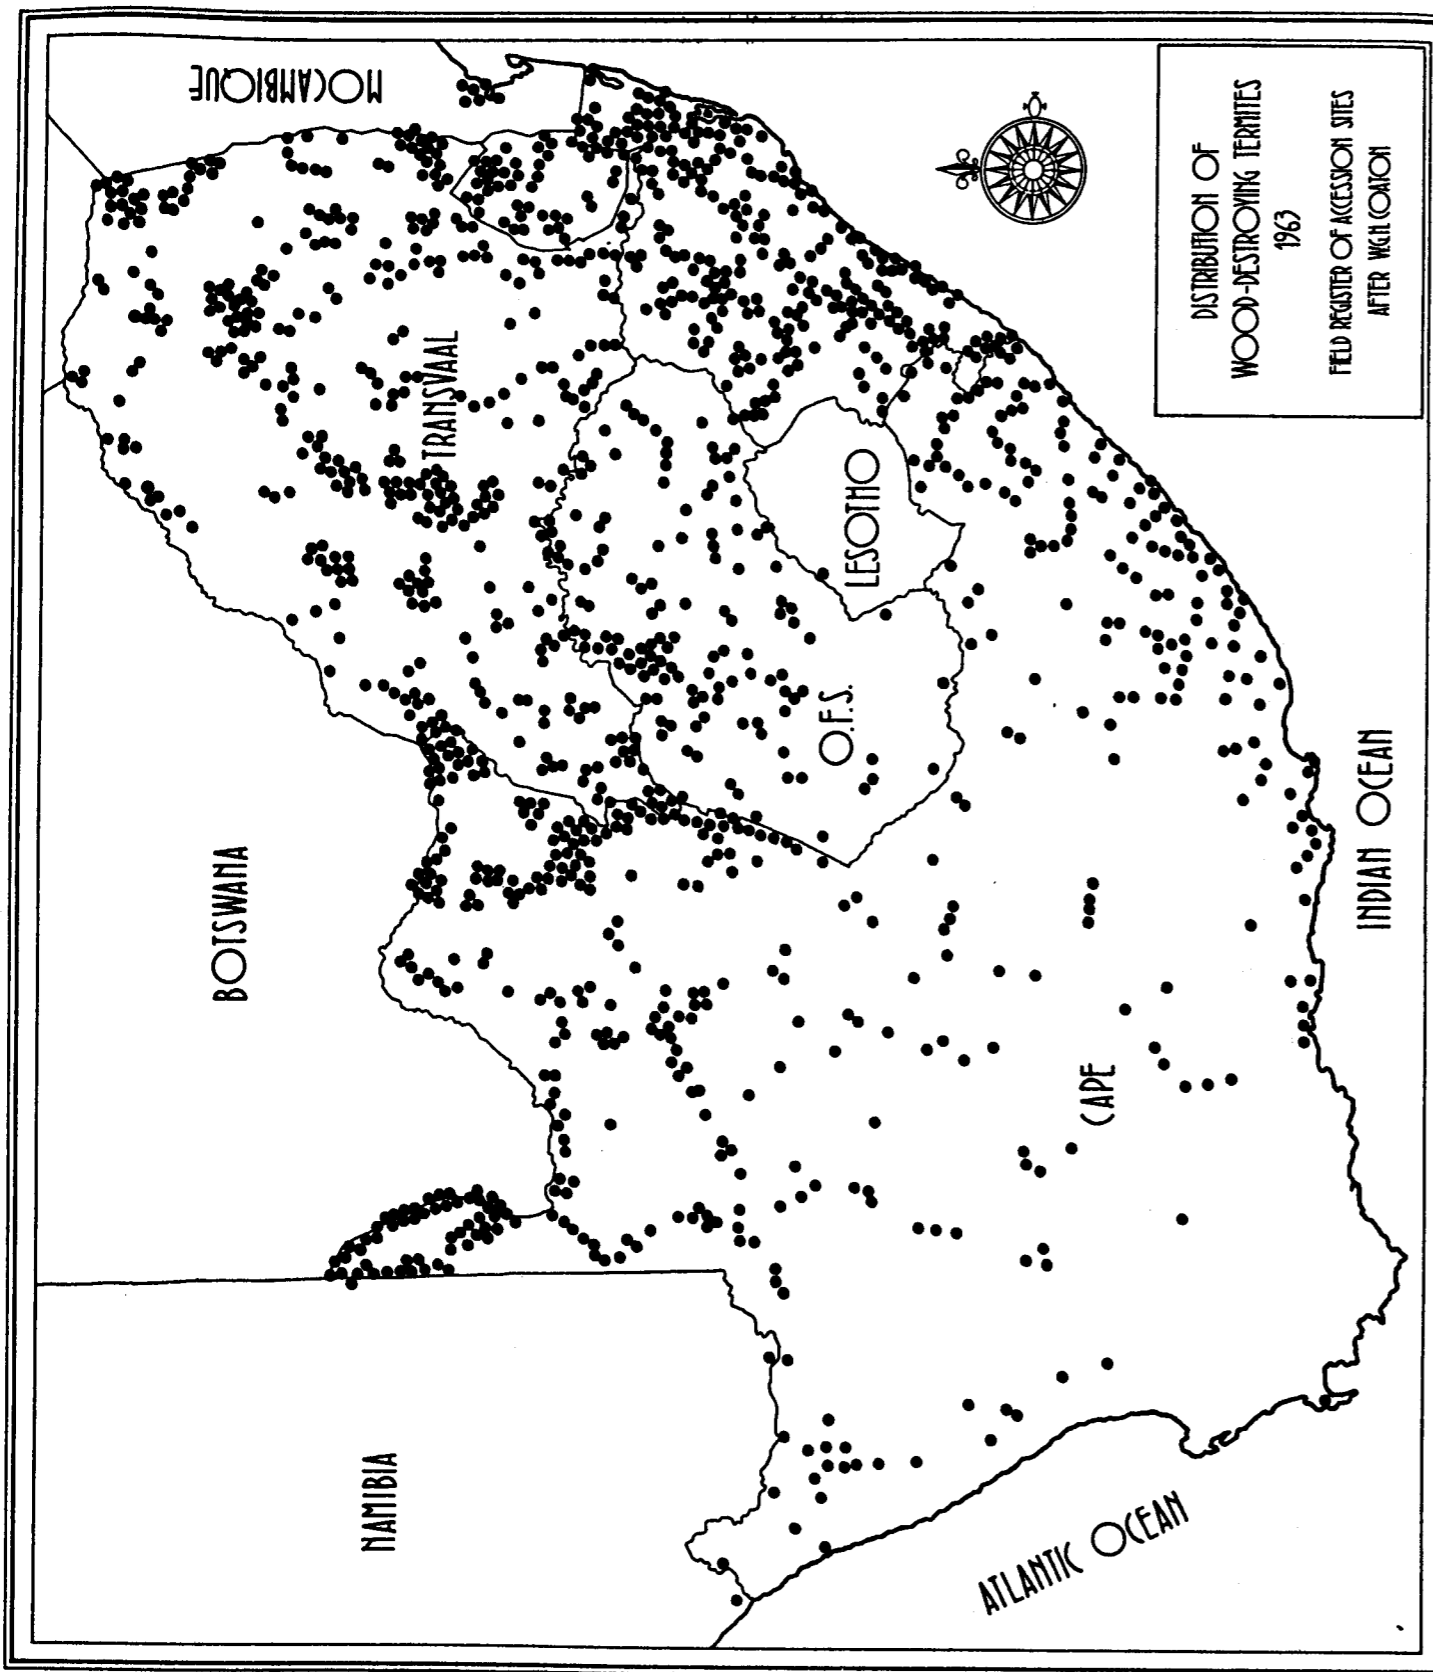 MOÇAMBIQUE
TRANSVAAL
BOTSWANA
LESOTHO
O.F.S.
NAMIBIA
CAPE
INDIAN OCEAN
ATLANTIC OCEAN
DISTRIBUTION OF
WOOD-DESTROYING TERMITES
1963
FIELD REGISTER OF ACCESSION SITES
AFTER W.G.H. COATON